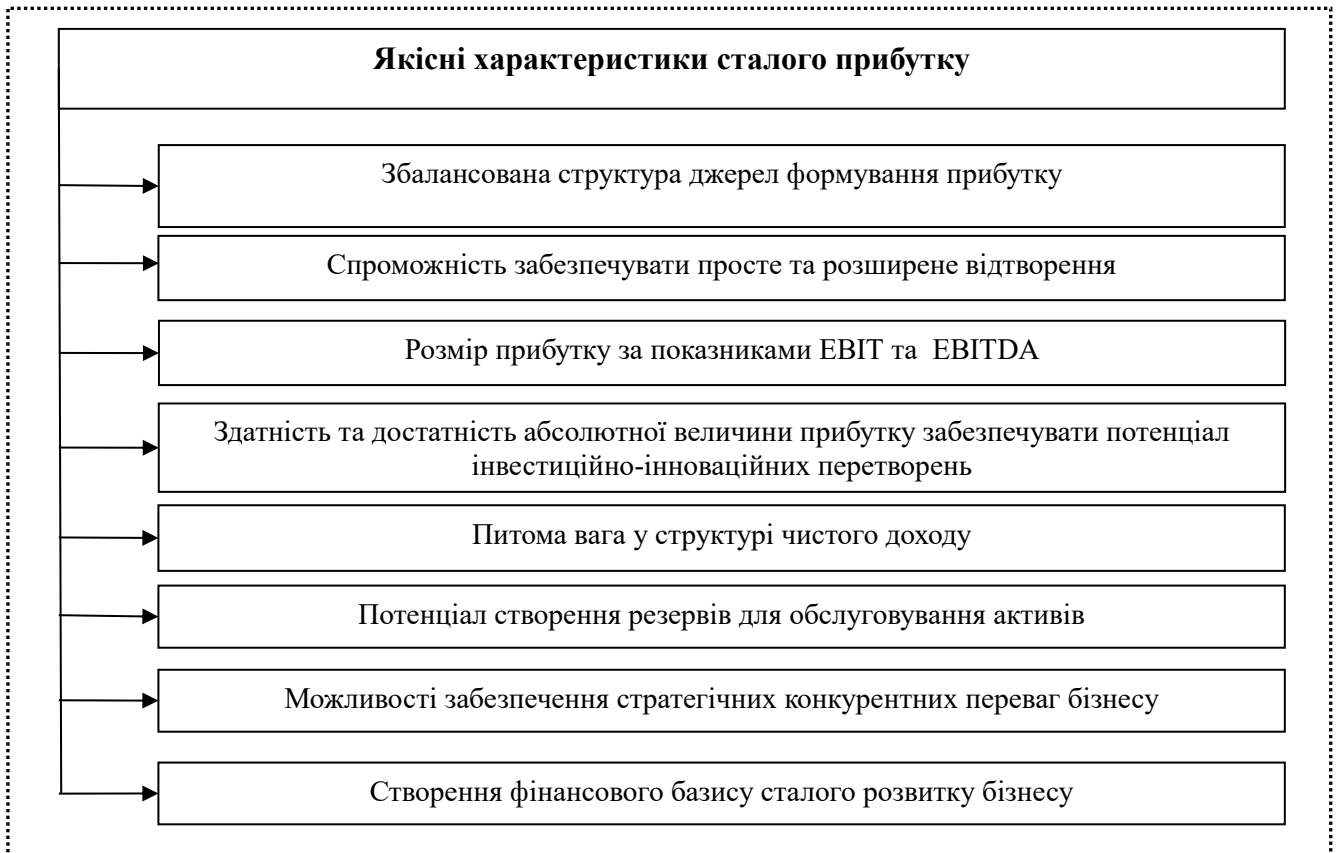 Якісні характеристики сталого прибутку
Збалансована структура джерел формування прибутку
Спроможність забезпечувати просте та розширене відтворення
Розмір прибутку за показниками EBIT та EBITDA
Здатність та достатність абсолютної величини прибутку забезпечувати потенціал
інвестиційно-інноваційних перетворень
Питома вага у структурі чистого доходу
Потенціал створення резервів для обслуговування активів
Можливості забезпечення стратегічних конкурентних переваг бізнесу
Створення фінансового базису сталого розвитку бізнесу